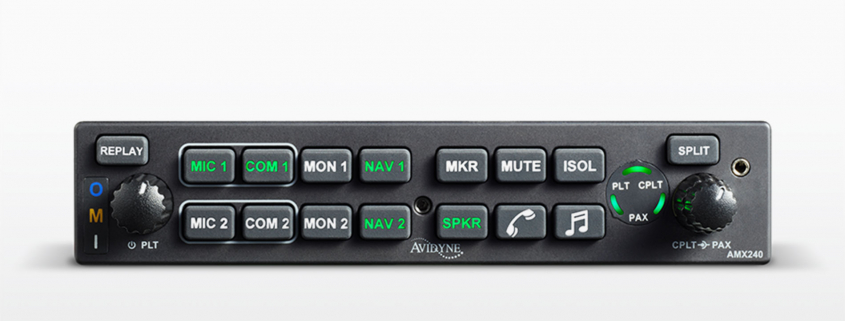 REPLAY
MIC 1 COM 1 MON 1 NAV 1 MKR MUTE ISOL
SPLIT
O
M
I
PLT CPLT
PAX
MIC 2 COM 2 MON 2 NAV 2 SPKR
PLT
AVIDYNE
CPLT PAX
AMX240